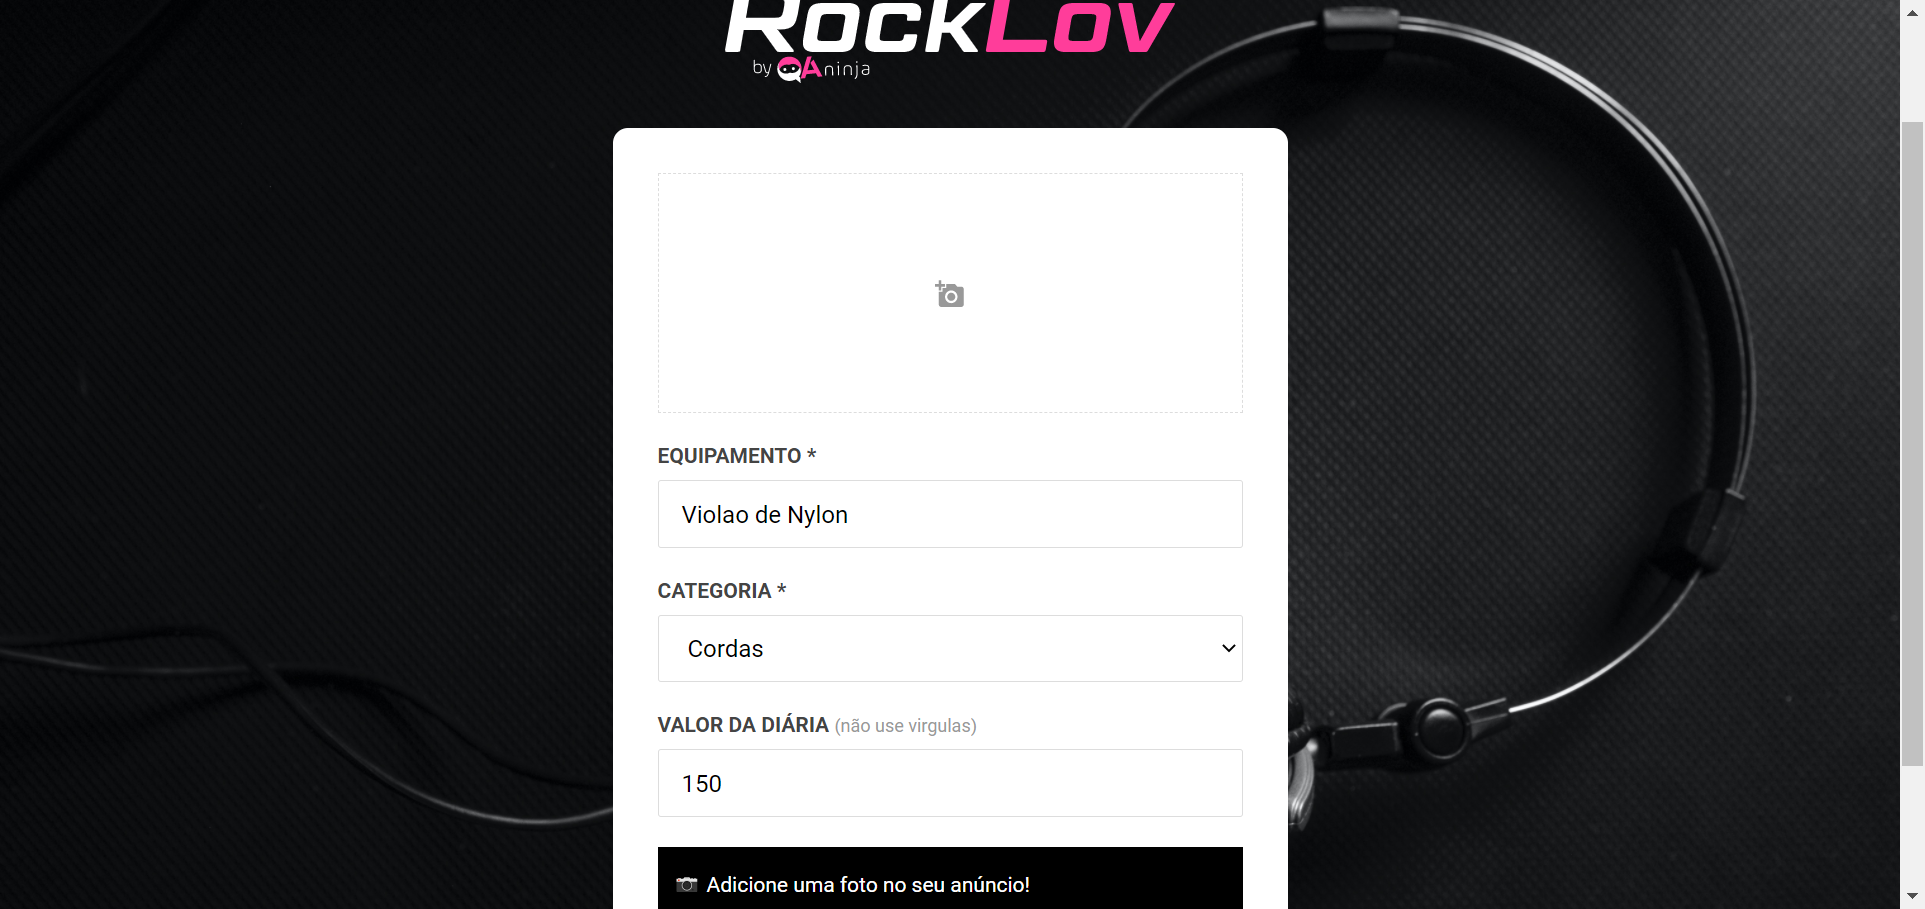 RockLov
by QAninja
EQUIPAMENTO *
Violao de Nylon
CATEGORIA *
Cordas
VALOR DA DIÁRIA (não use virgulas)
150
Adicione uma foto no seu anúncio!